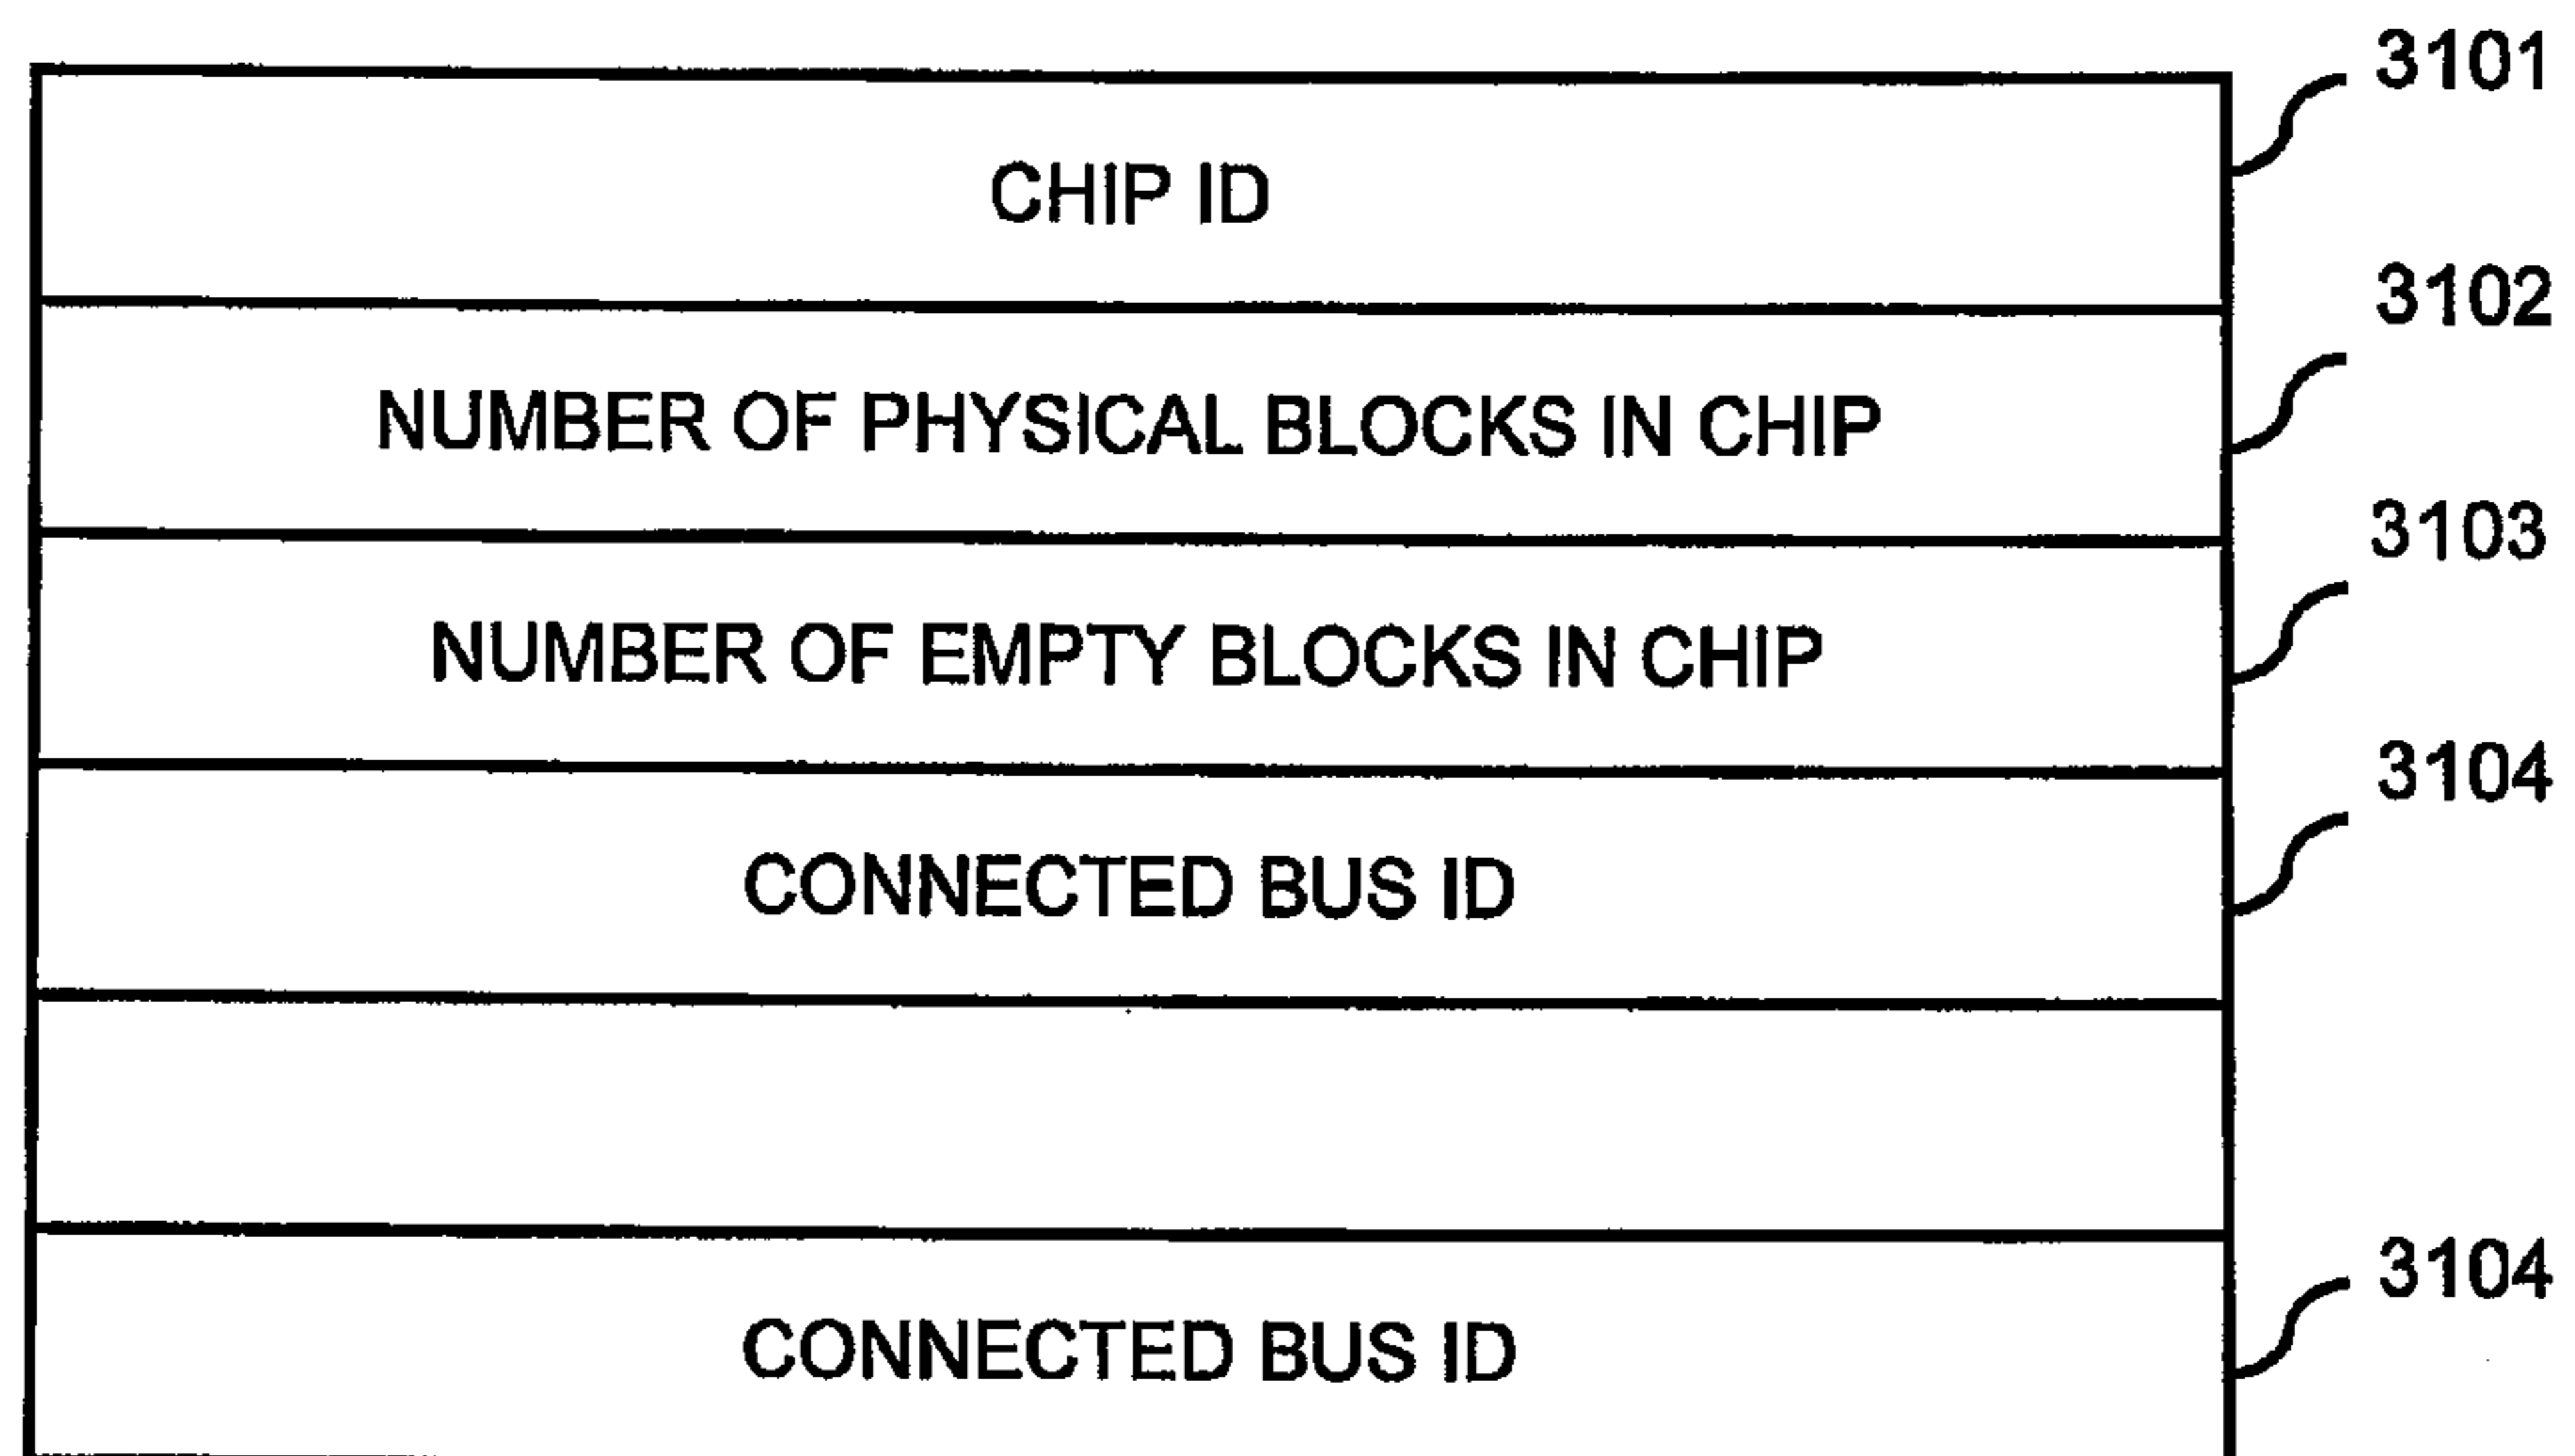 3101
CHIP ID
3102
NUMBER OF PHYSICAL BLOCKS IN CHIP
3103
NUMBER OF EMPTY BLOCKS IN CHIP
3104
CONNECTED BUS ID
3104
CONNECTED BUS ID